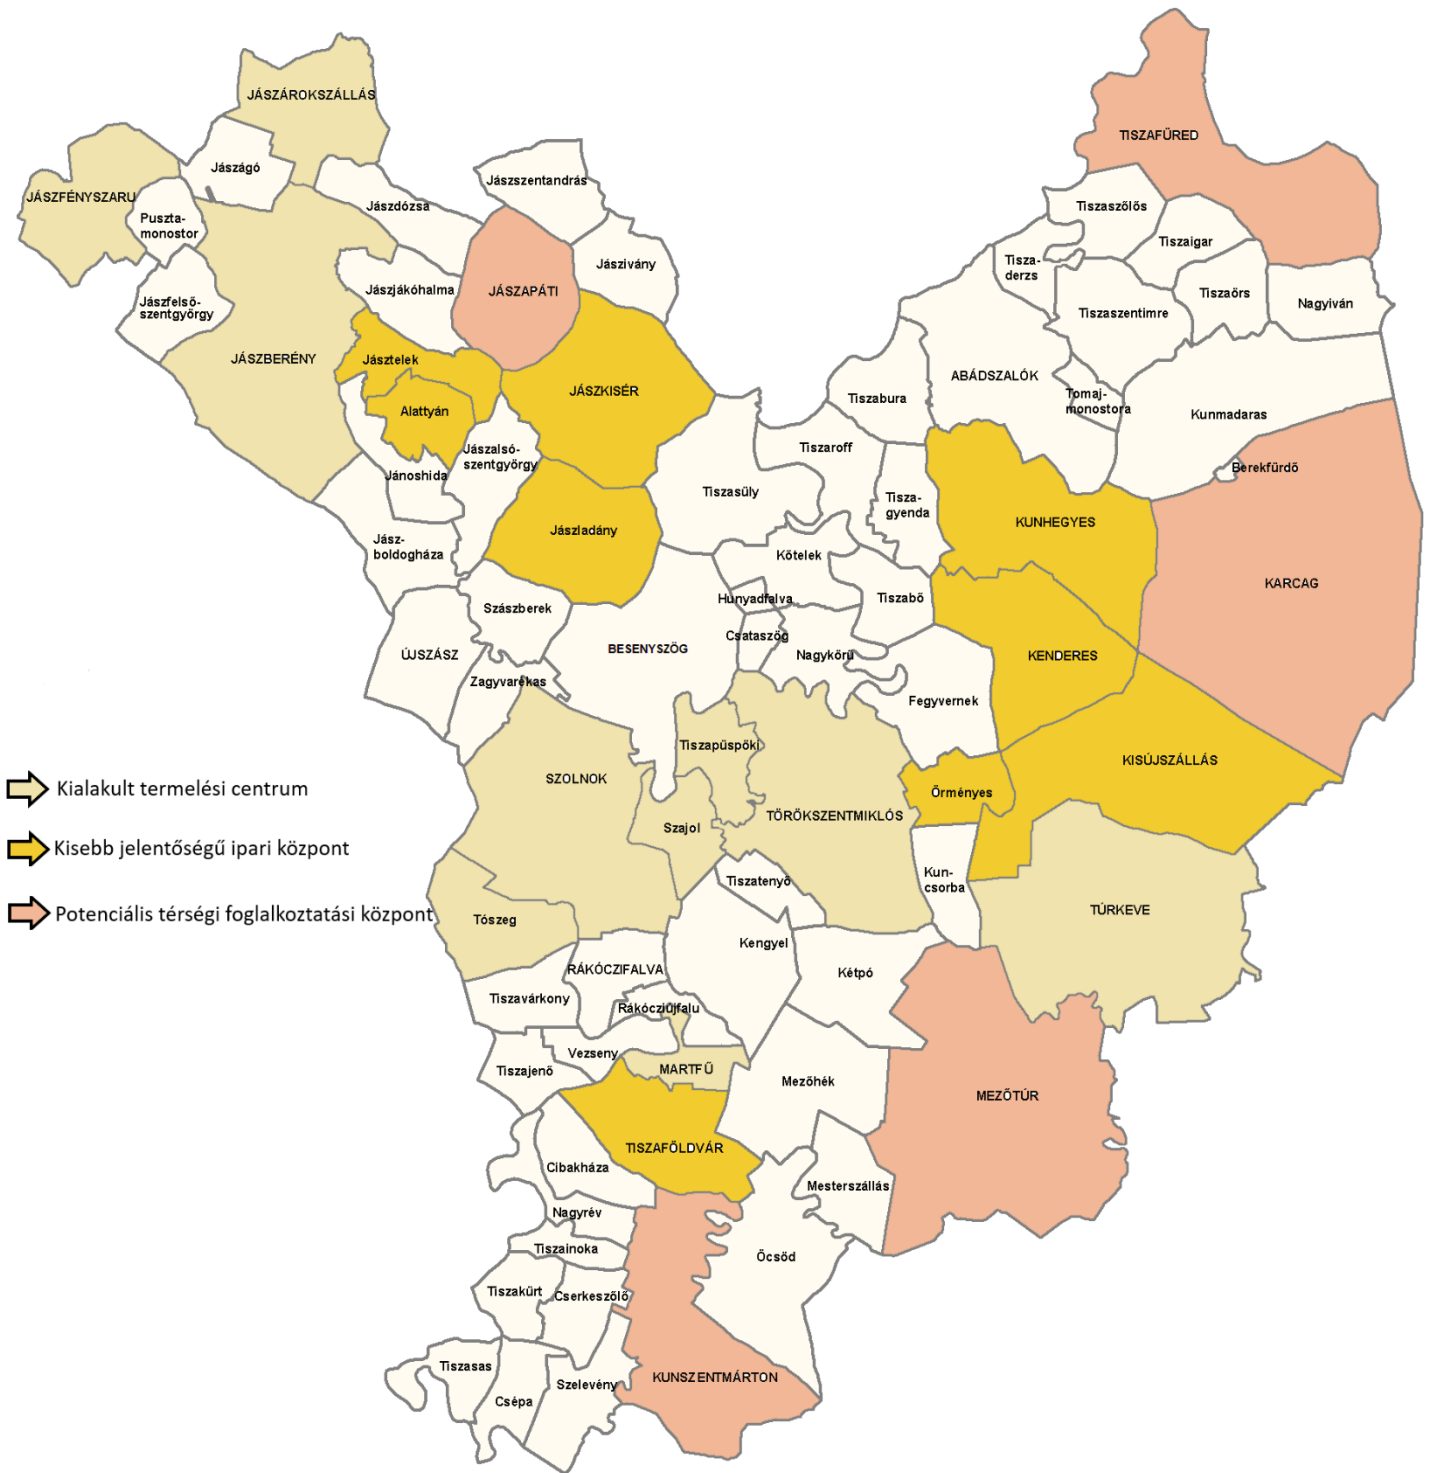 JÁSZÁROKSZÁLLÁS
TISZAFÜRED
Jászágó
Jászszentandrás
JÁSZFÉNYSZARU
Jászdózsa
Tiszaszőlős
Puszta-
monostor
Tiszaigar
Tisza-
derzs
Jászivány
Jászjákóhalma
JÁSZAPÁTI
Tiszaörs
Nagyiván
Jászfelső-
szentgyörgy
Tiszaszentimre
JÁSZBERÉNY
Jásztelek
ABÁDSZALÓK
JÁSZKISÉR
Tiszabura
Tomaj-
monostora
Alattyán
Kunmadaras
Jászalsó-
szentgyörgy
Tiszaroff
Berekfürdő
Jánoshida
Tiszasüly
Tisza-
gyenda
KUNHEGYES
Jászladány
Jász-
boldogháza
Kőtelek
KARCAG
Hunyadfalva
Tiszabő
Szászberek
Csataszög
BESENYSZÖG
ÚJSZÁSZ
Nagykörű
KENDERES
Zagyvarékas
Fegyvernek
Tiszapüspöki
KISÚJSZÁLLÁS
SZOLNOK
Kialakult termelési centrum
Örményes
TÖRÖKSZENTMIKLÓS
Szajol
Kisebb jelentőségű ipari központ
Kun-
csorba
Tiszatenyő
TÚRKEVE
Potenciális térségi foglalkoztatási központ
Tószeg
Kengyel
RÁKÓCZIFALVA
Kétpó
Tiszavárkony
Rákócziújfalu
Vezseny
Tiszajenő
MARTFŰ
Mezőhék
MEZŐTÚR
TISZAFÖLDVÁR
Cibakháza
Mesterszállás
Nagyrév
Tiszainoka
Öcsöd
Tiszakürt
Cserkeszőlő
Tiszasas
KUNSZENTMÁRTON
Szelevény
Csépa